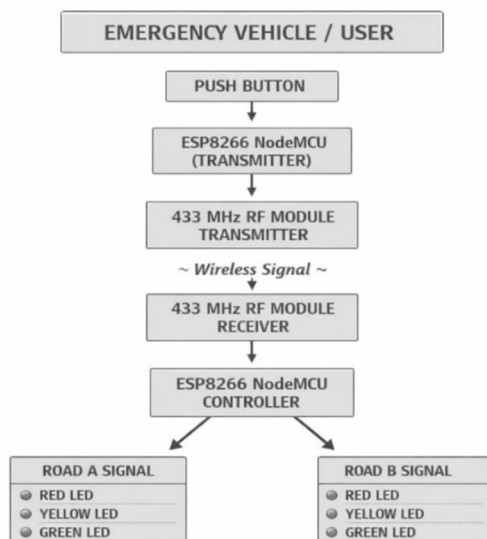 EMERGENCY VEHICLE / USER
PUSH BUTTON
ESP8266 NodeMCU
(TRANSMITTER)
433 MHz RF MODULE
TRANSMITTER
~ Wireless Signal ~
433 MHz RF MODULE
RECEIVER
ESP8266 NodeMCU
CONTROLLER
ROAD A SIGNAL
RED LED
YELLOW LED
GREEN LED
ROAD B SIGNAL
RED LED
YELLOW LED
GREEN LED